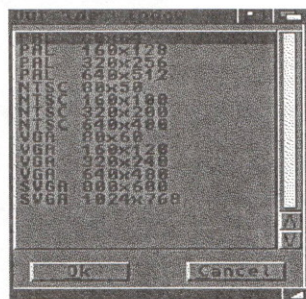 PAL 160x128
PAL 320x256
PAL 640x512
NTSC 80x50
NTSC 160x100
NTSC 320x200
NTSC 640x400
VGA 80x60
VGA 160x120
VGA 320x240
VGA 640x480
SVGA 800x600
SVGA 1024x768
Ok Cancel